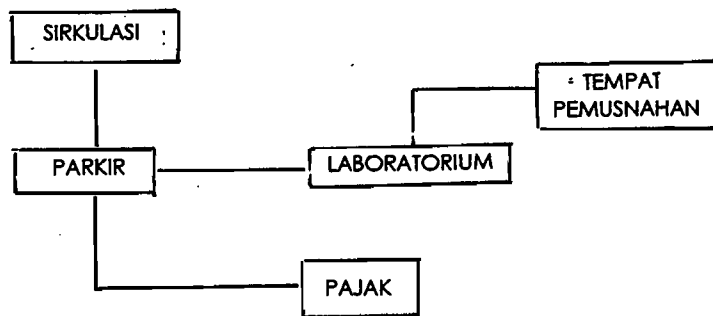 SIRKULASI
TEMPAT
PEMUSNAHAN
PARKIR
LABORATORIUM
PAJAK